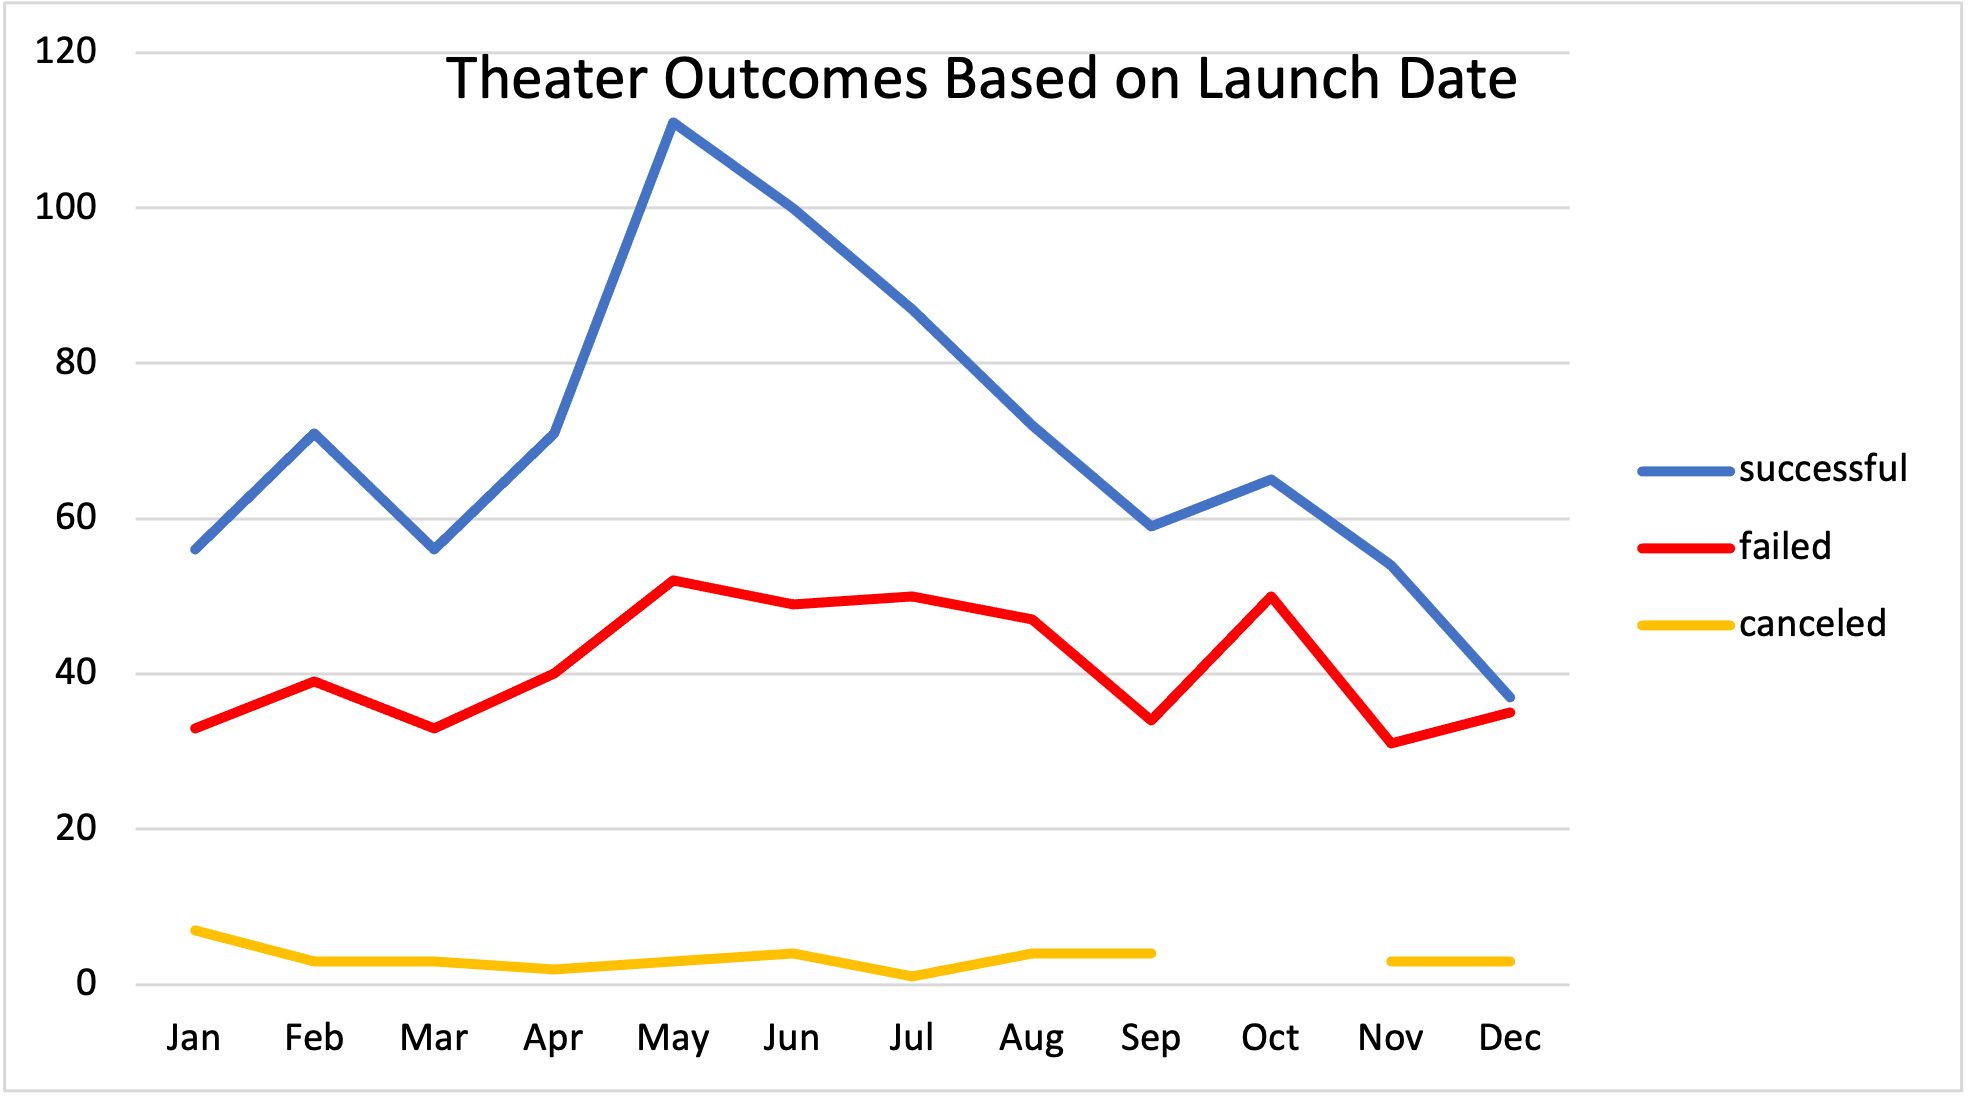 Theater Outcomes Based on Launch Date
120
100
80
60
40
20
0
Jan Feb Mar Apr May Jun Jul Aug Sep Oct Nov Dec
successful
failed
canceled